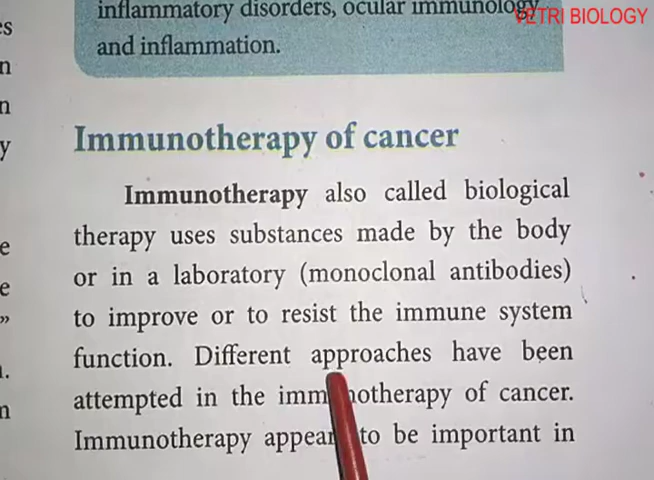 inflammatory disorders, ocular immunology
VETRI BIOLOGY
and inflammation.
Immunotherapy of cancer
Immunotherapy also called biological
therapy uses substances made by the body
or in a laboratory (monoclonal antibodies)
to improve or to resist the immune system
function. Different approaches have been
attempted in the immunotherapy of cancer.
Immunotherapy appears to be important in